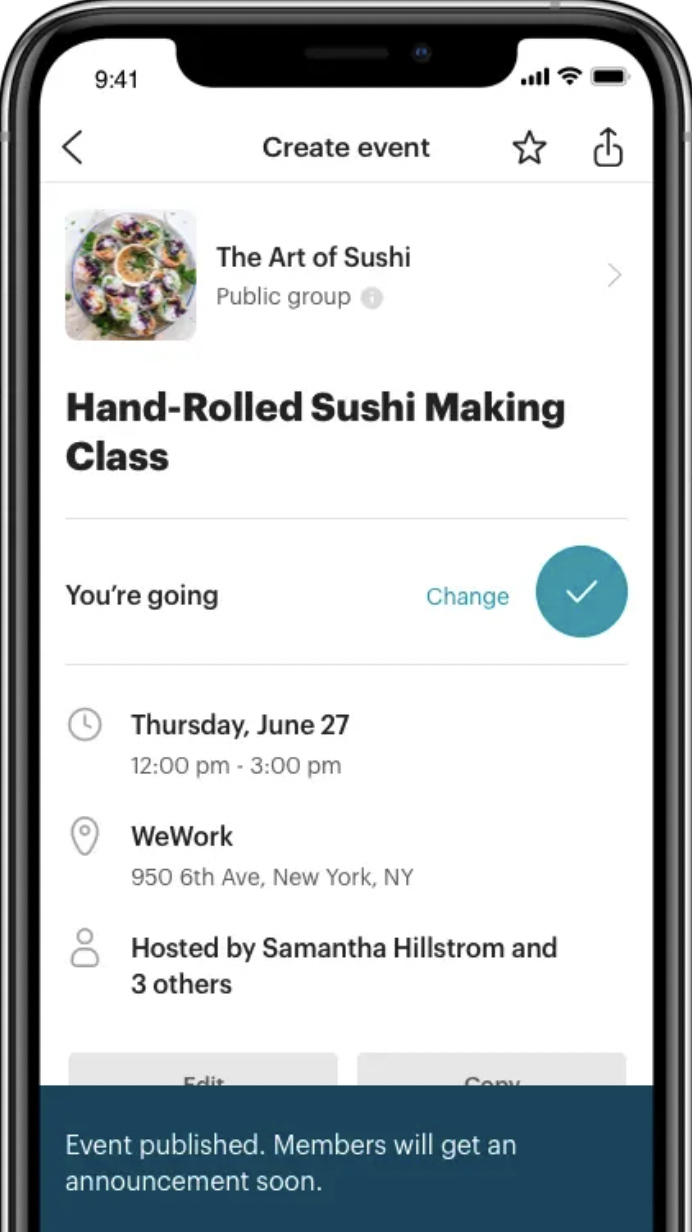 9:41
Create event
The Art of Sushi
Public group
Hand-Rolled Sushi Making
Class
You're going
Change
Thursday, June 27
12:00 pm - 3:00 pm
WeWork
950 6th Ave, New York, NY
Hosted by Samantha Hillstrom and
3 others
Edit
Copy
Event published. Members will get an
announcement soon.